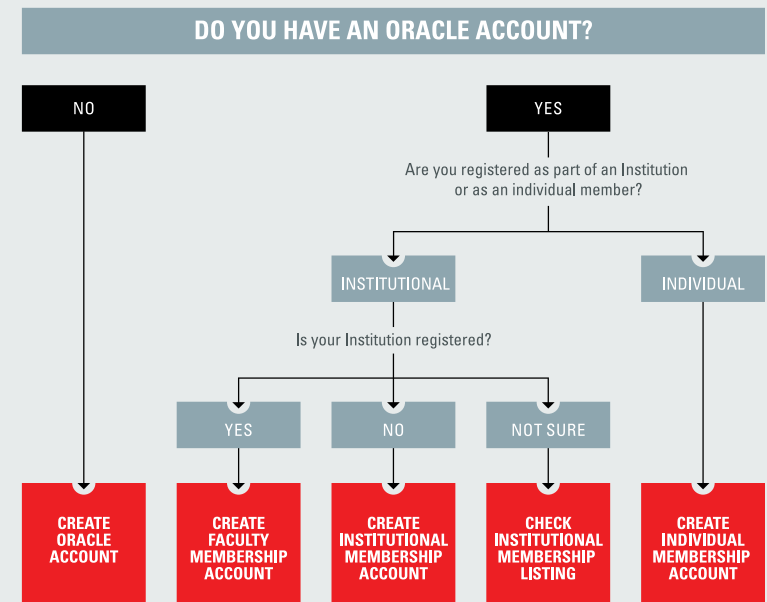 DO YOU HAVE AN ORACLE ACCOUNT?
NO
YES
Are you registered as part of an Institution
or as an individual member?
INSTITUTIONAL
INDIVIDUAL
Is your Institution registered?
YES
NO
NOT SURE
CREATE
ORACLE
ACCOUNT
CREATE
FACULTY
MEMBERSHIP
ACCOUNT
CREATE
INSTITUTIONAL
MEMBERSHIP
ACCOUNT
CHECK
INSTITUTIONAL
MEMBERSHIP
LISTING
CREATE
INDIVIDUAL
MEMBERSHIP
ACCOUNT